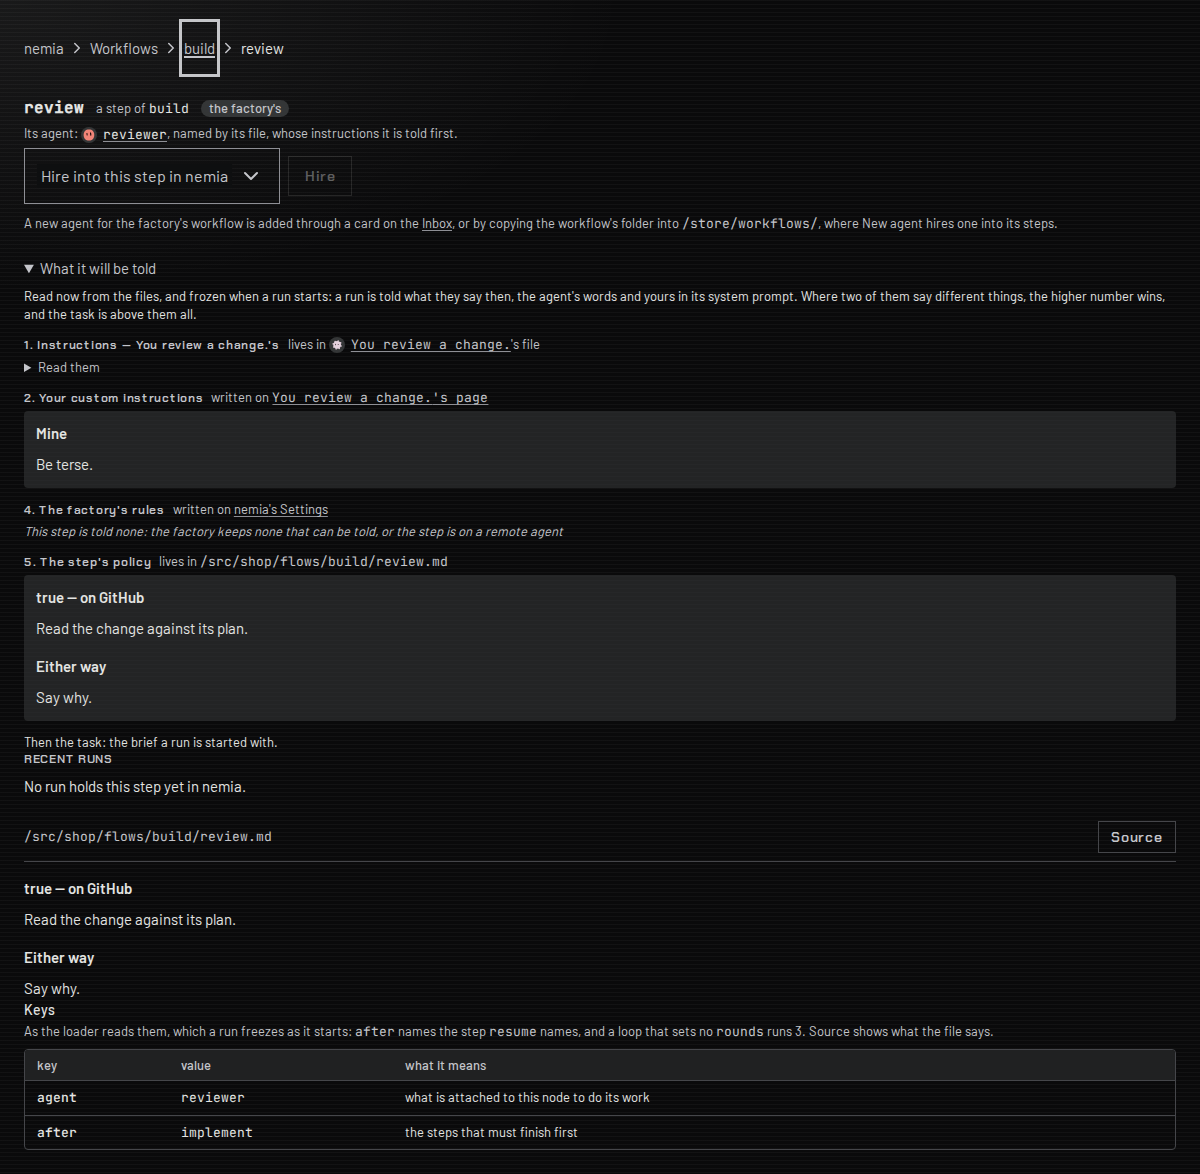 nemia > Workflows > build > review
review a step of build the factory's
Its agent: reviewer, named by its file, whose instructions it is told first.
Hire into this step in nemia
Hire
A new agent for the factory's workflow is added through a card on the Inbox, or by copying the workflow's folder into /store/workflows/, where New agent hires one into its steps.
▼ What it will be told
Read now from the files, and frozen when a run starts: a run is told what they say then, the agent's words and yours in its system prompt. Where two of them say different things, the higher number wins,
and the task is above them all.
1. Instructions — You review a change.'s lives in You review a change.'s file
▶ Read them
2. Your custom instructions written on You review a change.'s page
Mine
Be terse.
4. The factory's rules written on nemia's Settings
This step is told none: the factory keeps none that can be told, or the step is on a remote agent
5. The step's policy lives in /src/shop/flows/build/review.md
true — on GitHub
Read the change against its plan.
Either way
Say why.
Then the task: the brief a run is started with.
RECENT RUNS
No run holds this step yet in nemia.
/src/shop/flows/build/review.md
Source
true — on GitHub
Read the change against its plan.
Either way
Say why.
Keys
As the loader reads them, which a run freezes as it starts: after names the step resume names, and a loop that sets no rounds runs 3. Source shows what the file says.
key value what it means
agent reviewer what is attached to this node to do its work
after implement the steps that must finish first